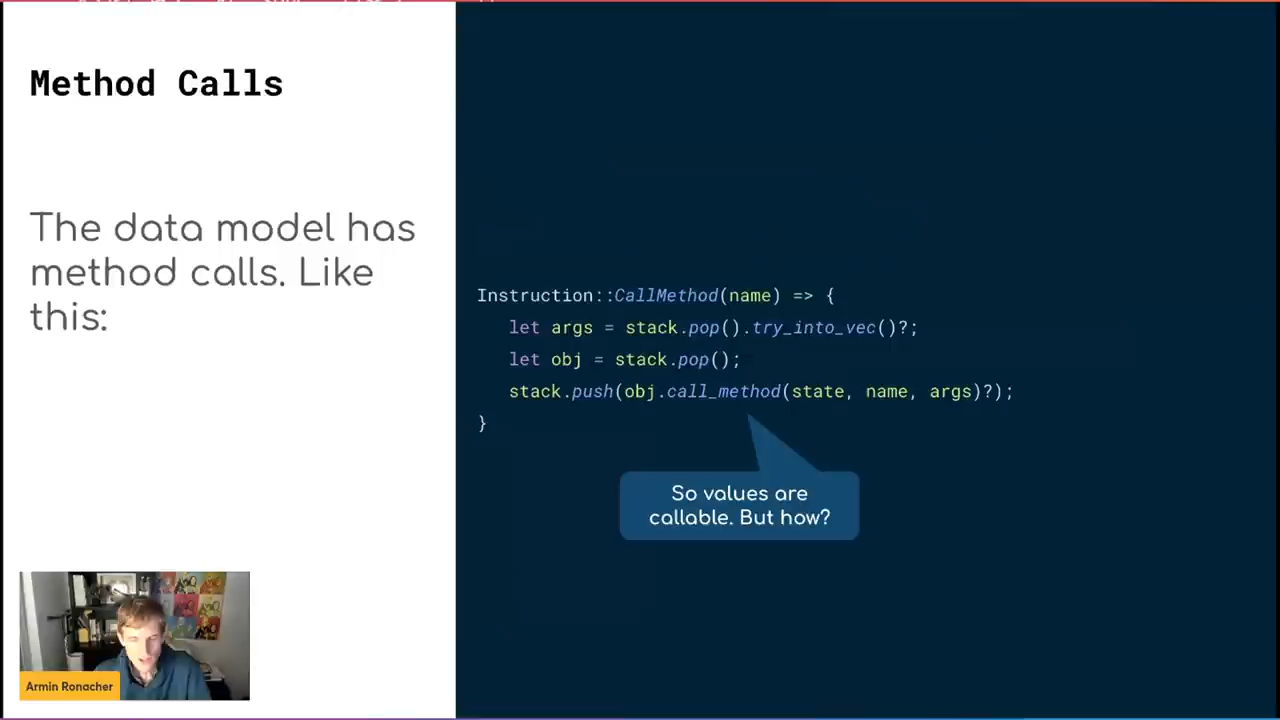 Method Calls
The data model has
method calls. Like
this:
Instruction::CallMethod(name) => {
let args = stack.pop().try_into_vec()?;
let obj = stack.pop();
stack.push(obj.call_method(state, name, args)?);
}
So values are
callable. But how?
Armin Ronacher